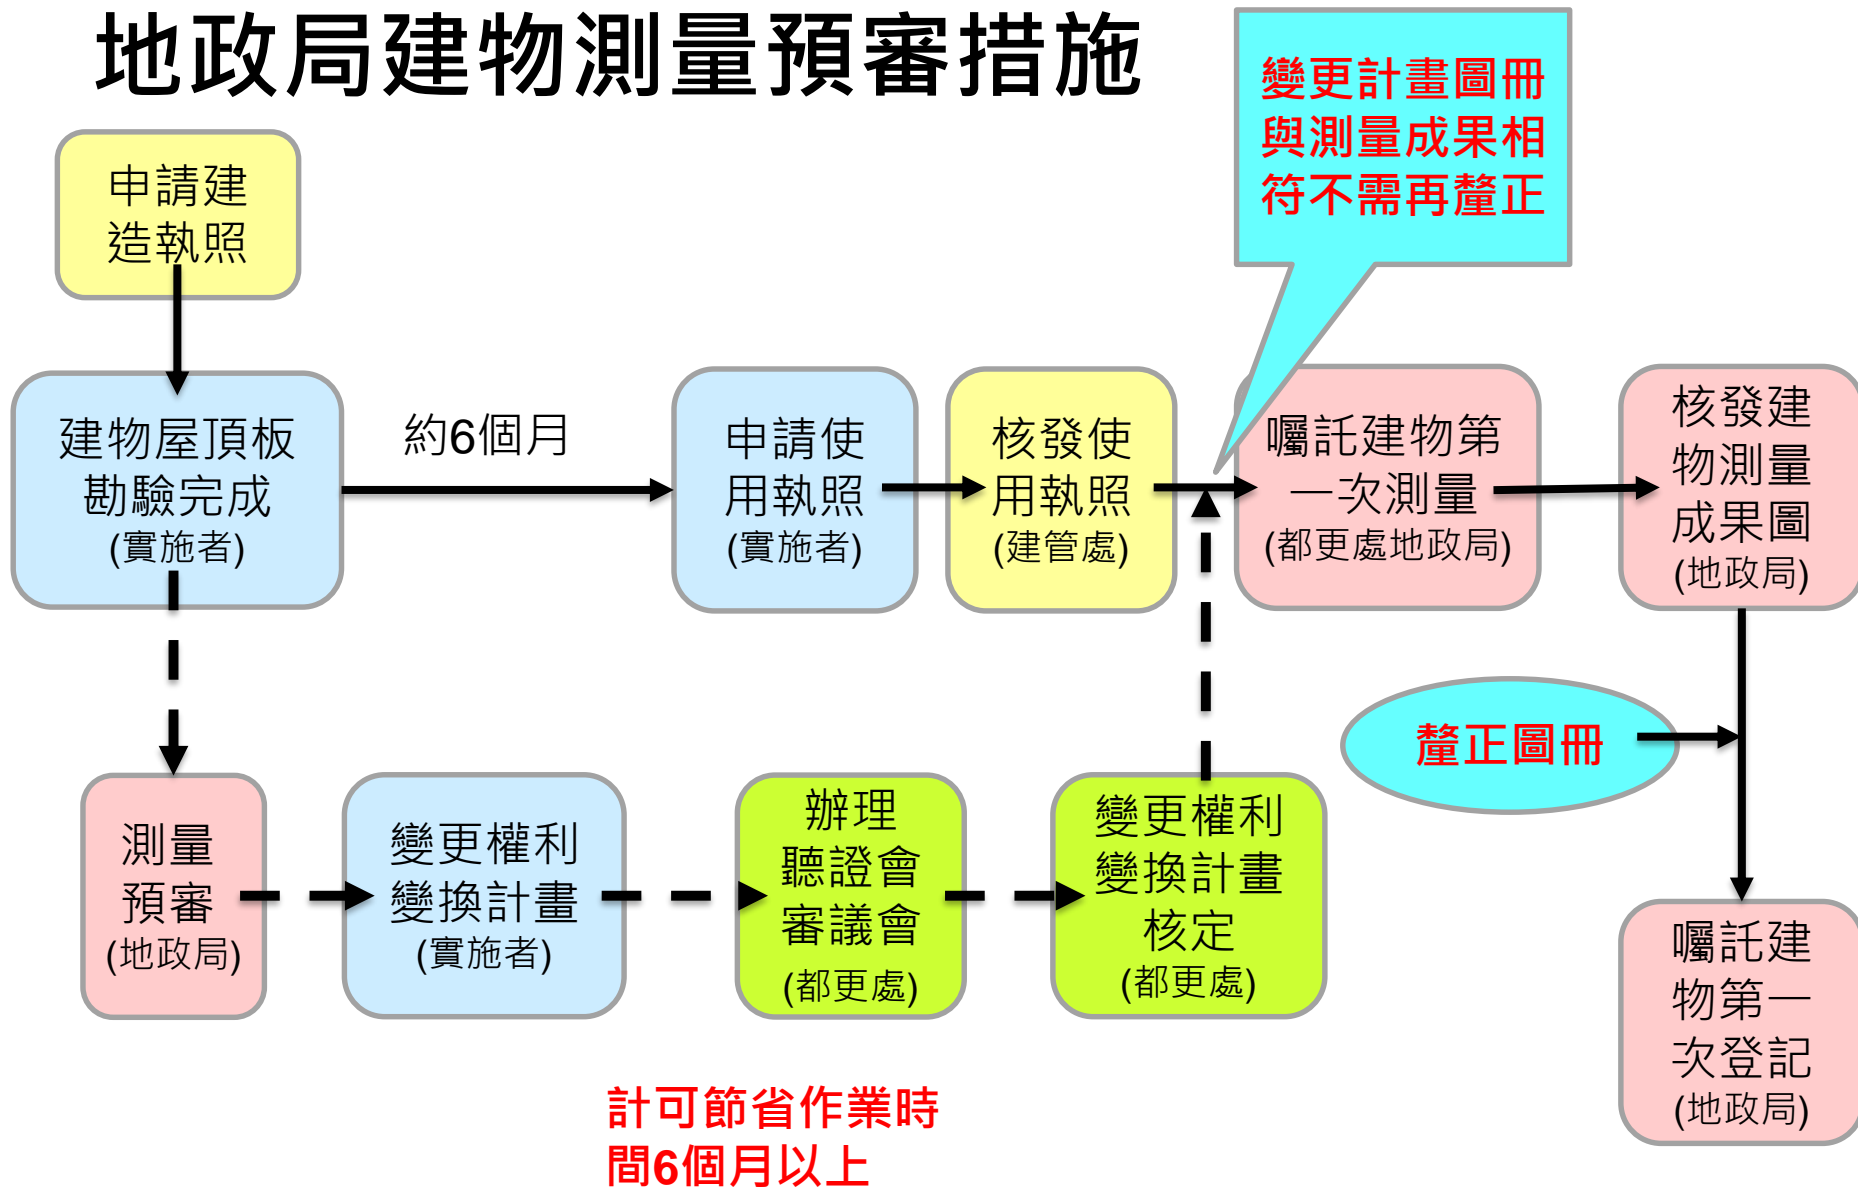 地政局建物測量預審措施
變更計畫圖冊
與測量成果相
符不需再釐正
申請建
造執照
建物屋頂板
勘驗完成
(實施者)
約6個月
申請使
用執照
(實施者)
核發使
用執照
(建管處)
囑託建物第
一次測量
(都更處地政局)
核發建
物測量
成果圖
(地政局)
釐正圖冊
測量
預審
(地政局)
變更權利
變換計畫
(實施者)
辦理
聽證會
審議會
(都更處)
變更權利
變換計畫
核定
(都更處)
囑託建
物第一
次登記
(地政局)
計可節省作業時
間6個月以上